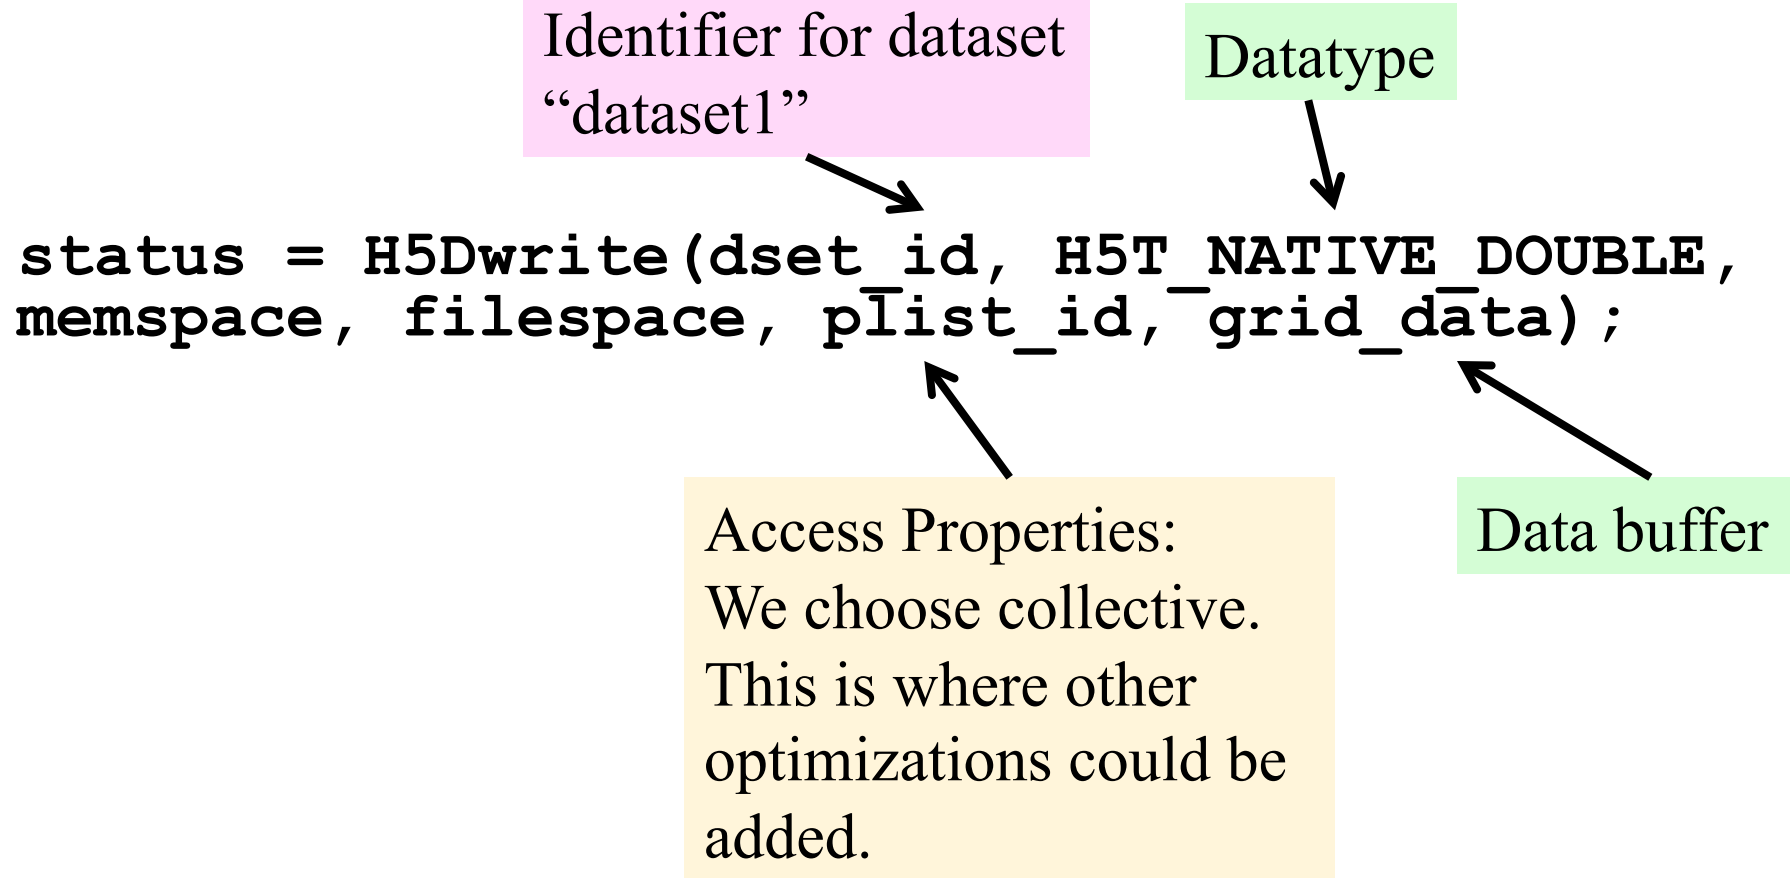 Identifier for dataset
“dataset1”
Datatype
status = H5Dwrite(dset_id, H5T_NATIVE_DOUBLE,
memspace, filespace, plist_id, grid_data);
Access Properties:
We choose collective.
This is where other
optimizations could be
added.
Data buffer